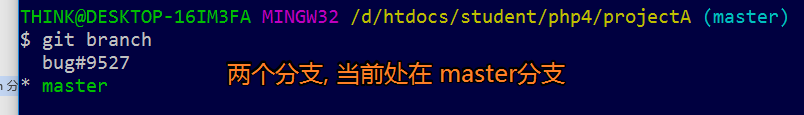 THINK@DESKTOP-16IM3FA MINGW32 /d/htdocs/student/php4/projectA (master)
$ git branch
bug#9527
两个分支, 当前处在 master分支
* master
分